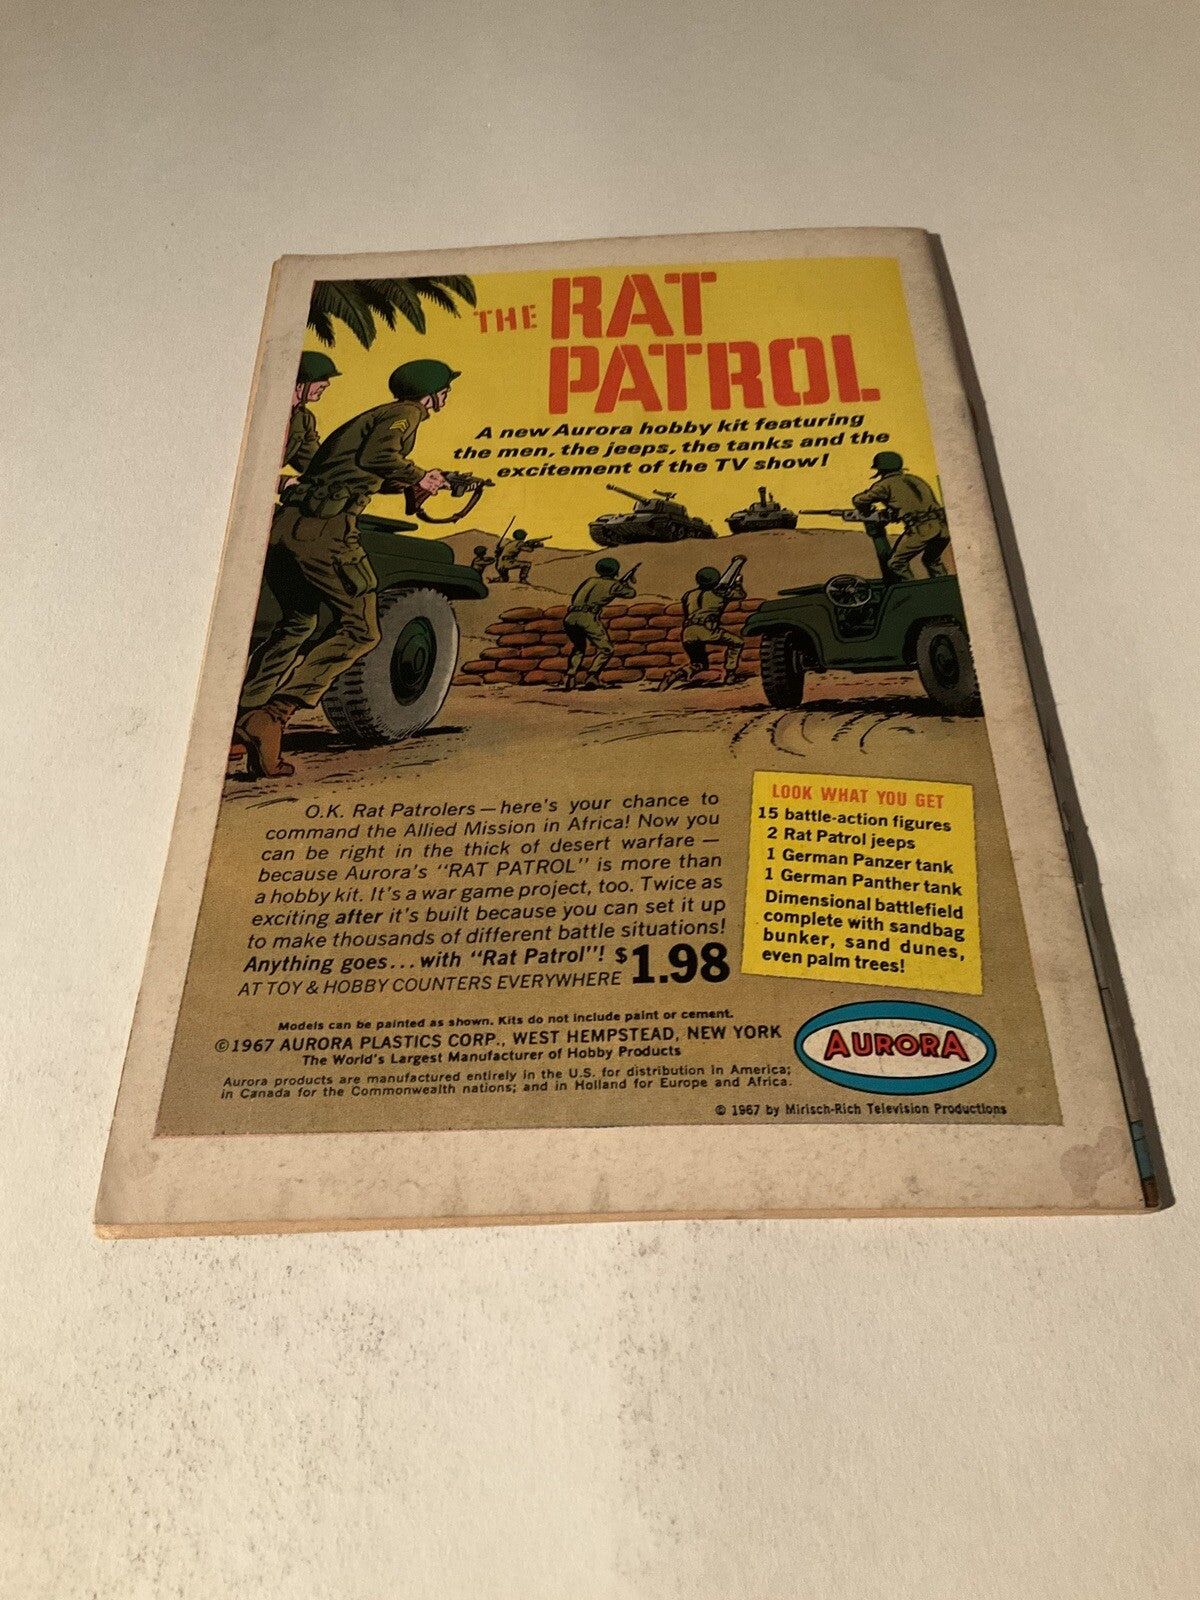 THE RAT
PATROL
A new Aurora hobby kit featuring
the men, the jeeps, the tanks and the
excitement of the TV show!
O.K. Rat Patrolers—here's your chance to
command the Allied Mission in Africa! Now you
can be right in the thick of desert warfare—
because Aurora's "RAT PATROL" is more than
a hobby kit. It's a war game project, too. Twice as
exciting after it's built because you can set it up
to make thousands of different battle situations!
Anything goes...with "Rat Patrol"! $1.98
AT TOY & HOBBY COUNTERS EVERYWHERE
LOOK WHAT YOU GET
15 battle-action figures
2 Rat Patrol jeeps
1 German Panzer tank
1 German Panther tank
Dimensional battlefield
complete with sandbag
bunker, sand dunes,
even palm trees!
Models can be painted as shown. Kits do not include paint or cement.
©1967 AURORA PLASTICS CORP., WEST HEMPSTEAD, NEW YORK
The World's Largest Manufacturer of Hobby Products
Aurora products are manufactured entirely in the U.S. for distribution in America;
in Canada for the Commonwealth nations; and in Holland for Europe and Africa.
AURORA
© 1967 by Mirisch-Rich Television Productions